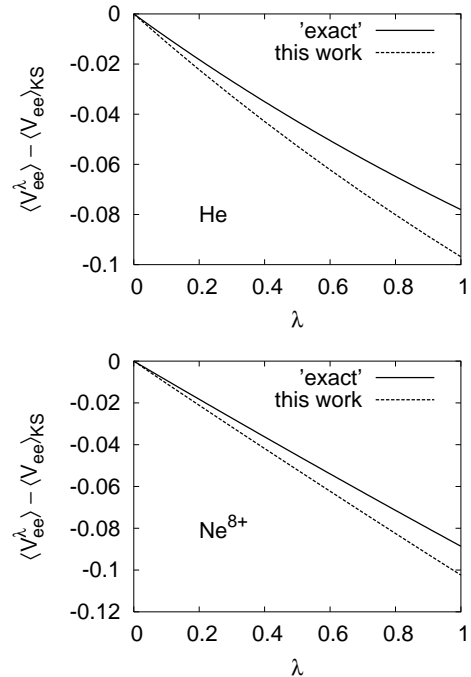 ⟨V_ee^λ⟩ − ⟨V_ee⟩_KS
0
-0.02
-0.04
-0.06
-0.08
-0.1
'exact'
this work
He
0 0.2 0.4 0.6 0.8 1
λ
⟨V_ee^λ⟩ − ⟨V_ee⟩_KS
0
-0.02
-0.04
-0.06
-0.08
-0.1
-0.12
'exact'
this work
Ne^8+
0 0.2 0.4 0.6 0.8 1
λ